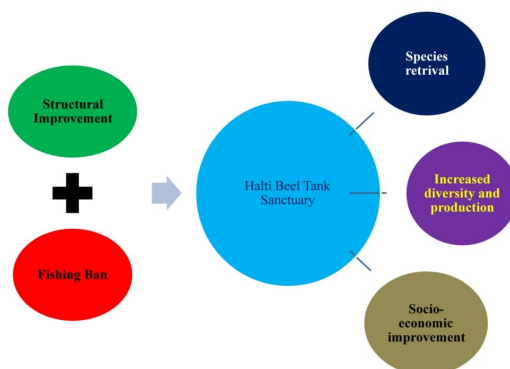 Structural
Improvement
Fishing Ban
Halti Beel Tank
Sanctuary
Species
retrival
Increased
diversity and
production
Socio-
economic
improvement